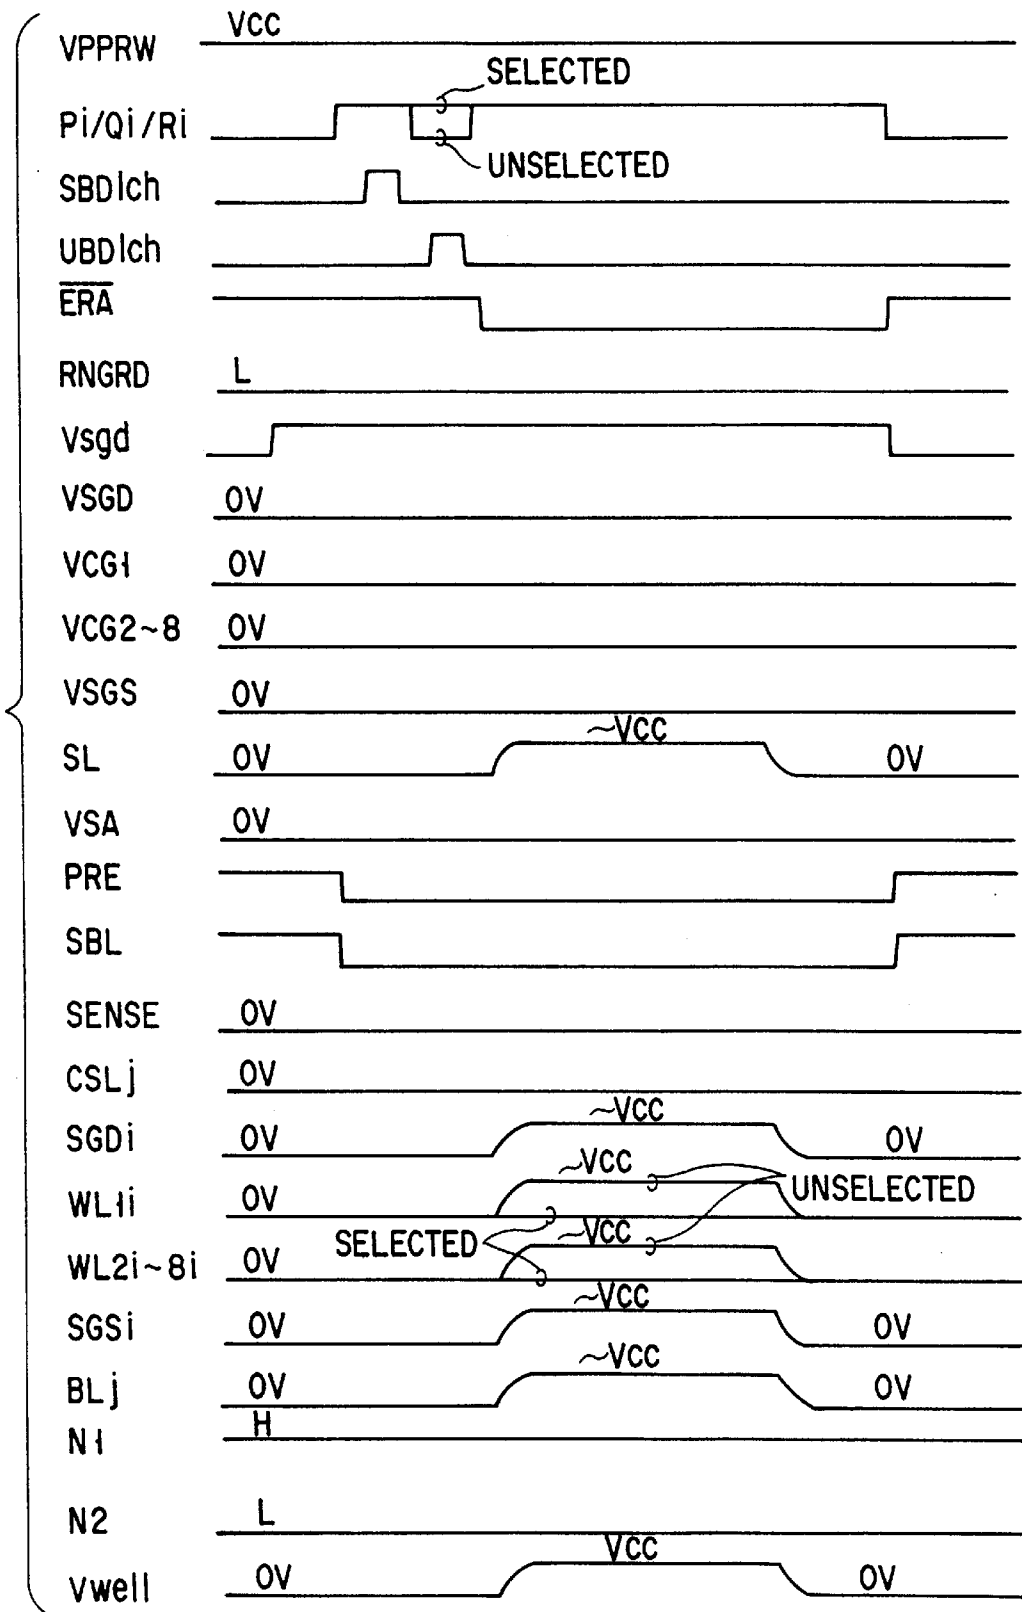 VPPRW VCC
SELECTED
Pi/Qi/Ri
UNSELECTED
SBDlch
UBDlch
ERA
RNGRD L
Vsgd
VSGD 0V
VCG1 0V
VCG2~8 0V
VSGS 0V
SL 0V ~VCC 0V
VSA 0V
PRE
SBL
SENSE 0V
CSLj 0V
SGDi 0V ~VCC 0V
WL1i 0V ~VCC UNSELECTED
SELECTED
WL2i~8i 0V ~VCC
SGSi 0V ~VCC 0V
BLj 0V ~VCC 0V
N1 H
N2 L
Vwell 0V VCC 0V